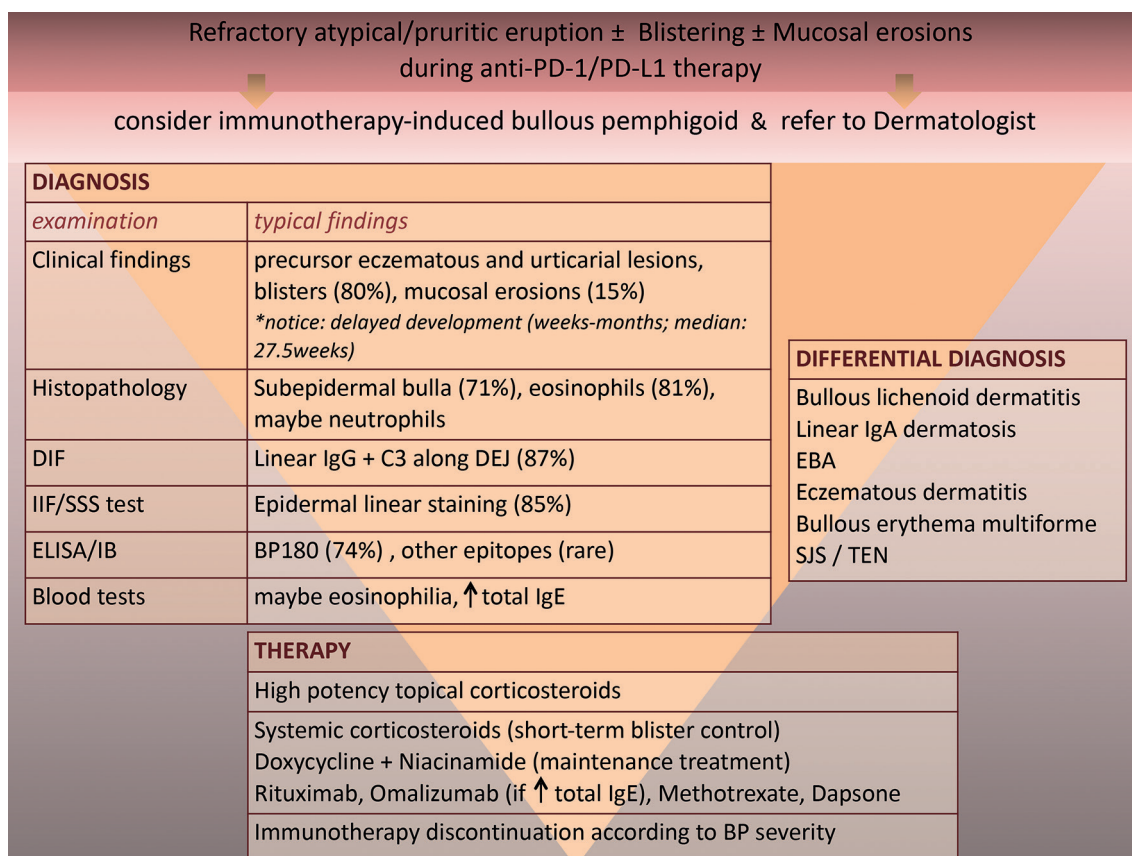 Refractory atypical/pruritic eruption ± Blistering ± Mucosal erosions
during anti-PD-1/PD-L1 therapy
consider immunotherapy-induced bullous pemphigoid & refer to Dermatologist
DIAGNOSIS
examination typical findings
Clinical findings precursor eczematous and urticarial lesions,
blisters (80%), mucosal erosions (15%)
*notice: delayed development (weeks-months; median:
27.5weeks)
Histopathology Subepidermal bulla (71%), eosinophils (81%),
maybe neutrophils
DIF Linear IgG + C3 along DEJ (87%)
IIF/SSS test Epidermal linear staining (85%)
ELISA/IB BP180 (74%) , other epitopes (rare)
Blood tests maybe eosinophilia, ↑ total IgE
DIFFERENTIAL DIAGNOSIS
Bullous lichenoid dermatitis
Linear IgA dermatosis
EBA
Eczematous dermatitis
Bullous erythema multiforme
SJS / TEN
THERAPY
High potency topical corticosteroids
Systemic corticosteroids (short-term blister control)
Doxycycline + Niacinamide (maintenance treatment)
Rituximab, Omalizumab (if ↑ total IgE), Methotrexate, Dapsone
Immunotherapy discontinuation according to BP severity